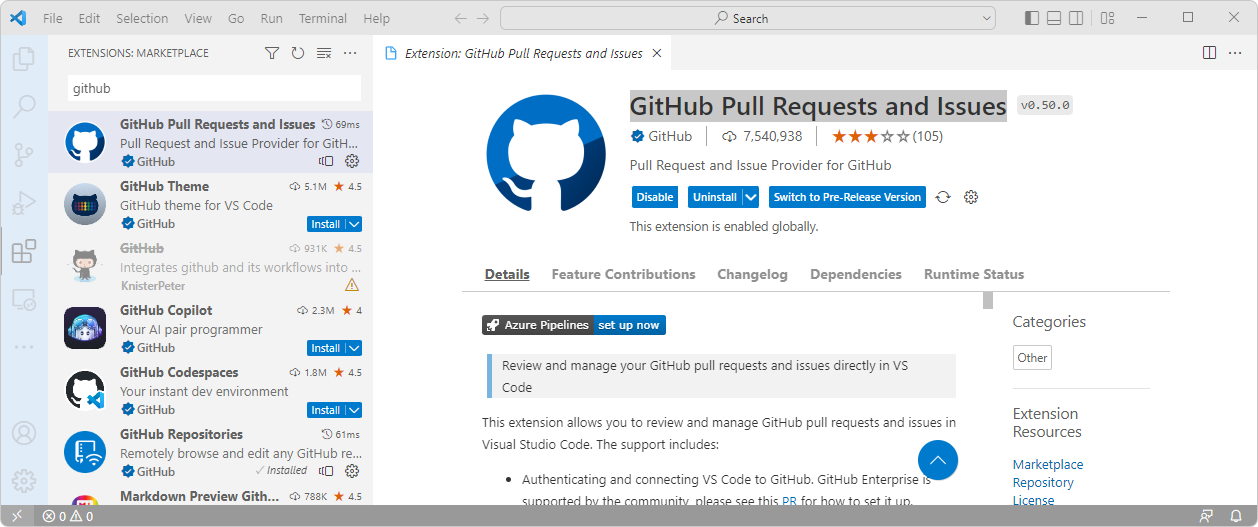 File Edit Selection View Go Run Terminal Help
Search
EXTENSIONS: MARKETPLACE
github
GitHub Pull Requests and Issues 69ms
Pull Request and Issue Provider for GitH...
GitHub
GitHub Theme 5.1M ★ 4.5
GitHub theme for VS Code
GitHub Install
GitHub 931K ★ 4.5
Integrates github and its workflows into ...
KnisterPeter
GitHub Copilot 2.3M ★ 4
Your AI pair programmer
GitHub Install
GitHub Codespaces 1.8M ★ 4.5
Your instant dev environment
GitHub Install
GitHub Repositories 61ms
Remotely browse and edit any GitHub re...
GitHub ✓ Installed
Markdown Preview Gith... 788K ★ 4.5
Extension: GitHub Pull Requests and Issues
GitHub Pull Requests and Issues v0.50.0
GitHub 7,540,938 ★★★☆☆ (105)
Pull Request and Issue Provider for GitHub
Disable Uninstall Switch to Pre-Release Version
This extension is enabled globally.
Details Feature Contributions Changelog Dependencies Runtime Status
Azure Pipelines set up now
Review and manage your GitHub pull requests and issues directly in VS
Code
This extension allows you to review and manage GitHub pull requests and issues in
Visual Studio Code. The support includes:
• Authenticating and connecting VS Code to GitHub. GitHub Enterprise is
supported by the community, please see this PR for how to set it up.
Categories
Other
Extension
Resources
Marketplace
Repository
License
0 0